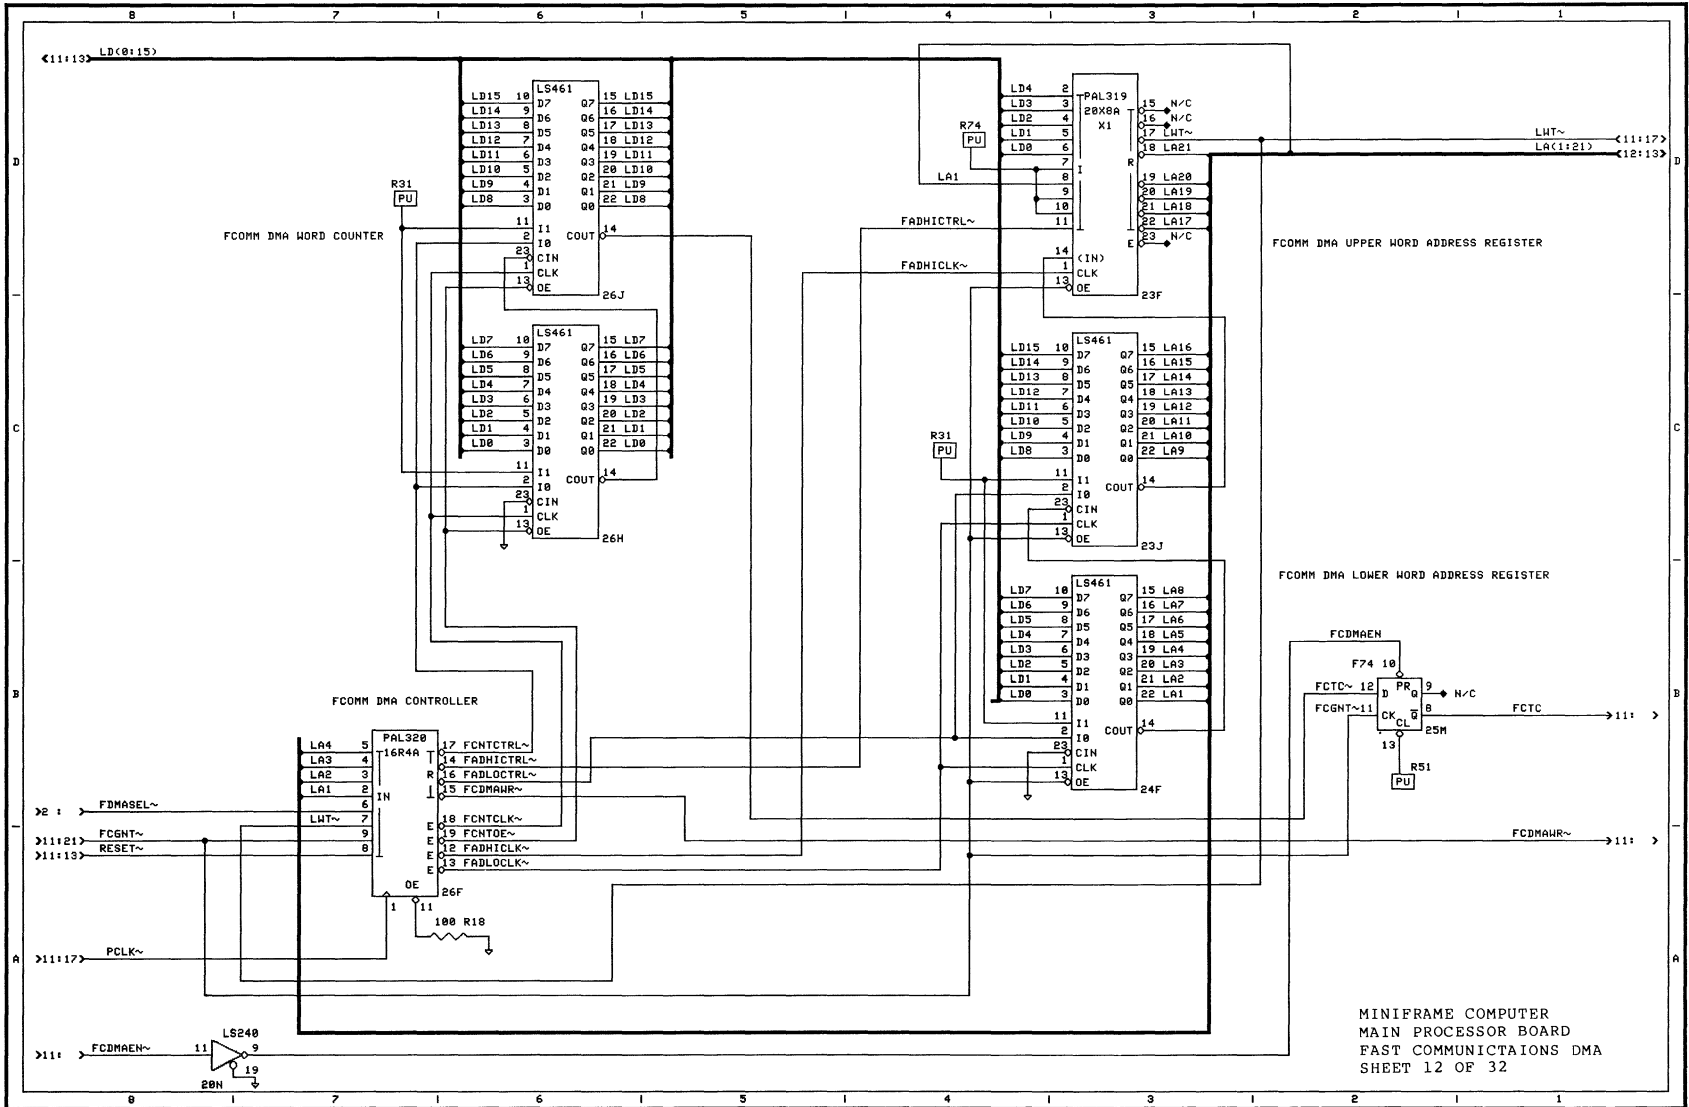 8 7 6 5 4 3 2 1
LD(0:15)
<11:13>
LS461
LD15 10 D7 Q7 15 LD15
LD14 9 D6 Q6 16 LD14
LD13 8 D5 Q5 17 LD13
LD12 7 D4 Q4 18 LD12
LD11 6 D3 Q3 19 LD11
LD10 5 D2 Q2 20 LD10
LD9 4 D1 Q1 21 LD9
LD8 3 D0 Q0 22 LD8
11 I1
2 I0 COUT 14
23 CIN
1 CLK
13 OE
26J
R31
PU
FCOMM DMA WORD COUNTER
LS461
LD7 10 D7 Q7 15 LD7
LD6 9 D6 Q6 16 LD6
LD5 8 D5 Q5 17 LD5
LD4 7 D4 Q4 18 LD4
LD3 6 D3 Q3 19 LD3
LD2 5 D2 Q2 20 LD2
LD1 4 D1 Q1 21 LD1
LD0 3 D0 Q0 22 LD0
11 I1
2 I0 COUT 14
23 CIN
1 CLK
13 OE
26H
R74
PU
LA1
FADHICTRL~
FADHICLK~
PAL319
20X8A
X1
LD4 2
LD3 3
LD2 4
LD1 5
LD0 6
7 I
8
9
10
11
14 (IN)
1 CLK
13 OE
R
E
15 N/C
16 N/C
17 LWT~
18 LA21
19 LA20
20 LA19
21 LA18
22 LA17
23 N/C
23F
LWT~ <11:17>
LA(1:21) <12:13>
FCOMM DMA UPPER WORD ADDRESS REGISTER
LS461
LD15 10 D7 Q7 15 LA16
LD14 9 D6 Q6 16 LA15
LD13 8 D5 Q5 17 LA14
LD12 7 D4 Q4 18 LA13
LD11 6 D3 Q3 19 LA12
LD10 5 D2 Q2 20 LA11
LD9 4 D1 Q1 21 LA10
LD8 3 D0 Q0 22 LA9
11 I1
2 I0 COUT 14
23 CIN
1 CLK
13 OE
23J
R31
PU
FCOMM DMA LOWER WORD ADDRESS REGISTER
LS461
LD7 10 D7 Q7 15 LA8
LD6 9 D6 Q6 16 LA7
LD5 8 D5 Q5 17 LA6
LD4 7 D4 Q4 18 LA5
LD3 6 D3 Q3 19 LA4
LD2 5 D2 Q2 20 LA3
LD1 4 D1 Q1 21 LA2
LD0 3 D0 Q0 22 LA1
11 I1
2 I0 COUT 14
23 CIN
1 CLK
13 OE
24F
FCDMAEN
F74 10
FCTC~ 12 D PR Q 9 N/C
FCGNT~ 11 CK CL Q 8 FCTC >11: >
25M
13
R51
PU
FCOMM DMA CONTROLLER
PAL320
16R4A
LA4 5
LA3 4
LA2 3
LA1 2 IN
>2 : > FDMASEL~ 6
LWT~ 7
>11:21> FCGNT~ 9
>11:13> RESET~ 8
17 FCNTCTRL~
14 FADHICTRL~
R 16 FADLOCTRL~
15 FCDMAWR~
E 18 FCNTCLK~
E 19 FCNTOE~
E 12 FADHICLK~
E 13 FADLOCLK~
OE
26F
1 11
100 R18
FCDMAWR~ >11: >
>11:17> PCLK~
LS240
>11: > FCDMAEN~ 11 9
19
20N
MINIFRAME COMPUTER
MAIN PROCESSOR BOARD
FAST COMMUNICTAIONS DMA
SHEET 12 OF 32
D D
C C
B B
A A
8 7 6 5 4 3 2 1